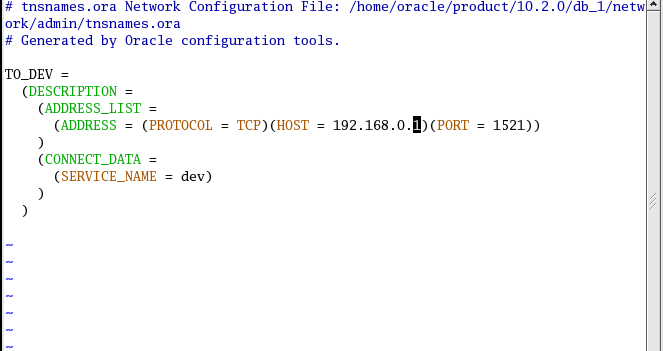 # tnsnames.ora Network Configuration File: /home/oracle/product/10.2.0/db_1/netw
ork/admin/tnsnames.ora
# Generated by Oracle configuration tools.

TO_DEV =
  (DESCRIPTION =
    (ADDRESS_LIST =
      (ADDRESS = (PROTOCOL = TCP)(HOST = 192.168.0.1)(PORT = 1521))
    )
    (CONNECT_DATA =
      (SERVICE_NAME = dev)
    )
  )

~
~
~
~
~
~
~